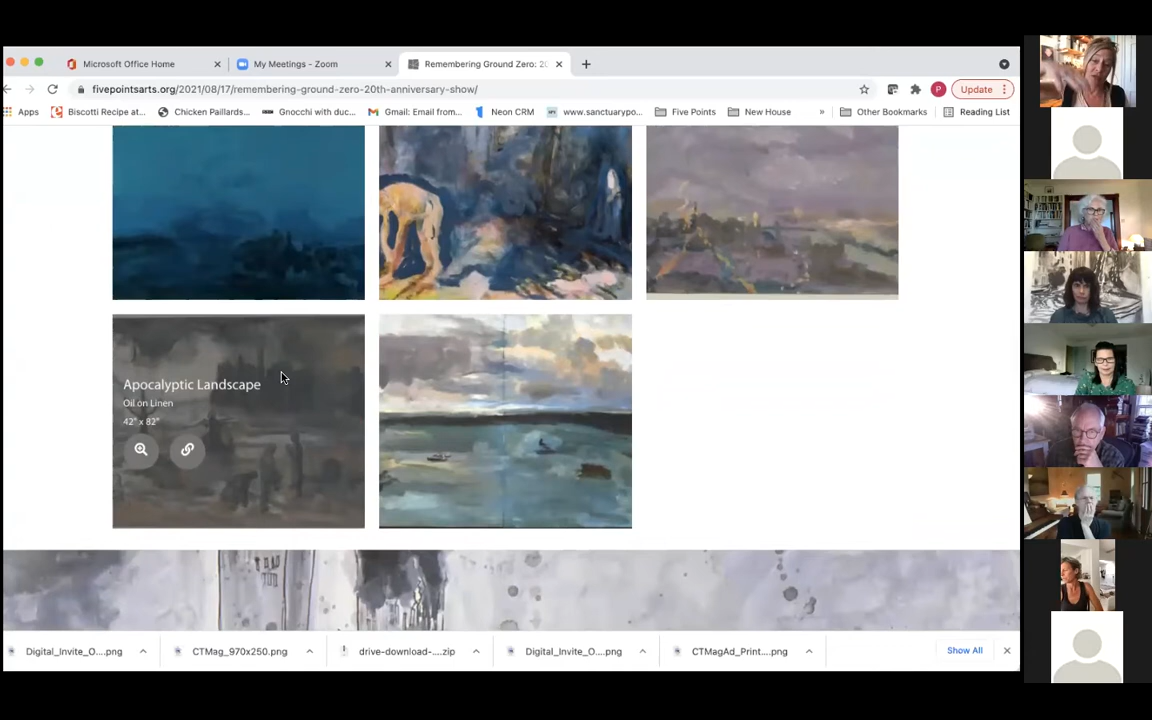 Microsoft Office Home
My Meetings - Zoom
Remembering Ground Zero: 20
fivepointsarts.org/2021/08/17/remembering-ground-zero-20th-anniversary-show/
P
Update
Apps
Biscotti Recipe at...
Chicken Paillards...
Gnocchi with duc...
Gmail: Email from...
Neon CRM
www.sanctuarypo...
Five Points
New House
»
Other Bookmarks
Reading List
Apocalyptic Landscape
Oil on Linen
42" x 82"
Digital_Invite_O....png
CTMag_970x250.png
drive-download-....zip
Digital_Invite_O....png
CTMagAd_Print....png
Show All